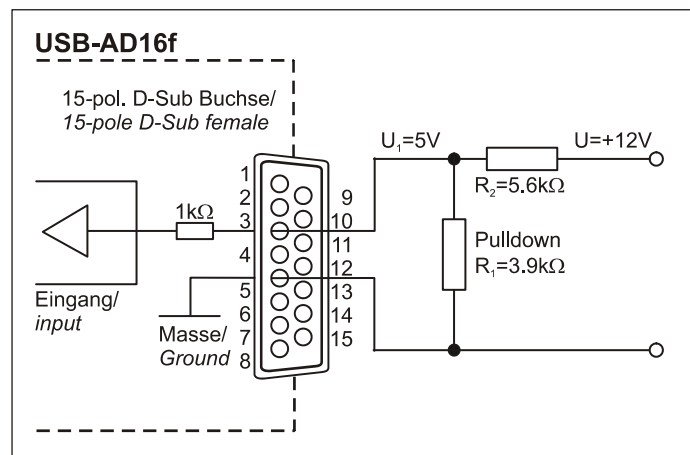 USB-AD16f
15-pol. D-Sub Buchse/
15-pole D-Sub female
U₁=5V
U=+12V
R₂=5.6kΩ
1kΩ
1
2
3
4
5
6
7
8
9
10
11
12
13
14
15
Pulldown
R₁=3.9kΩ
Eingang/
input
Masse/
Ground